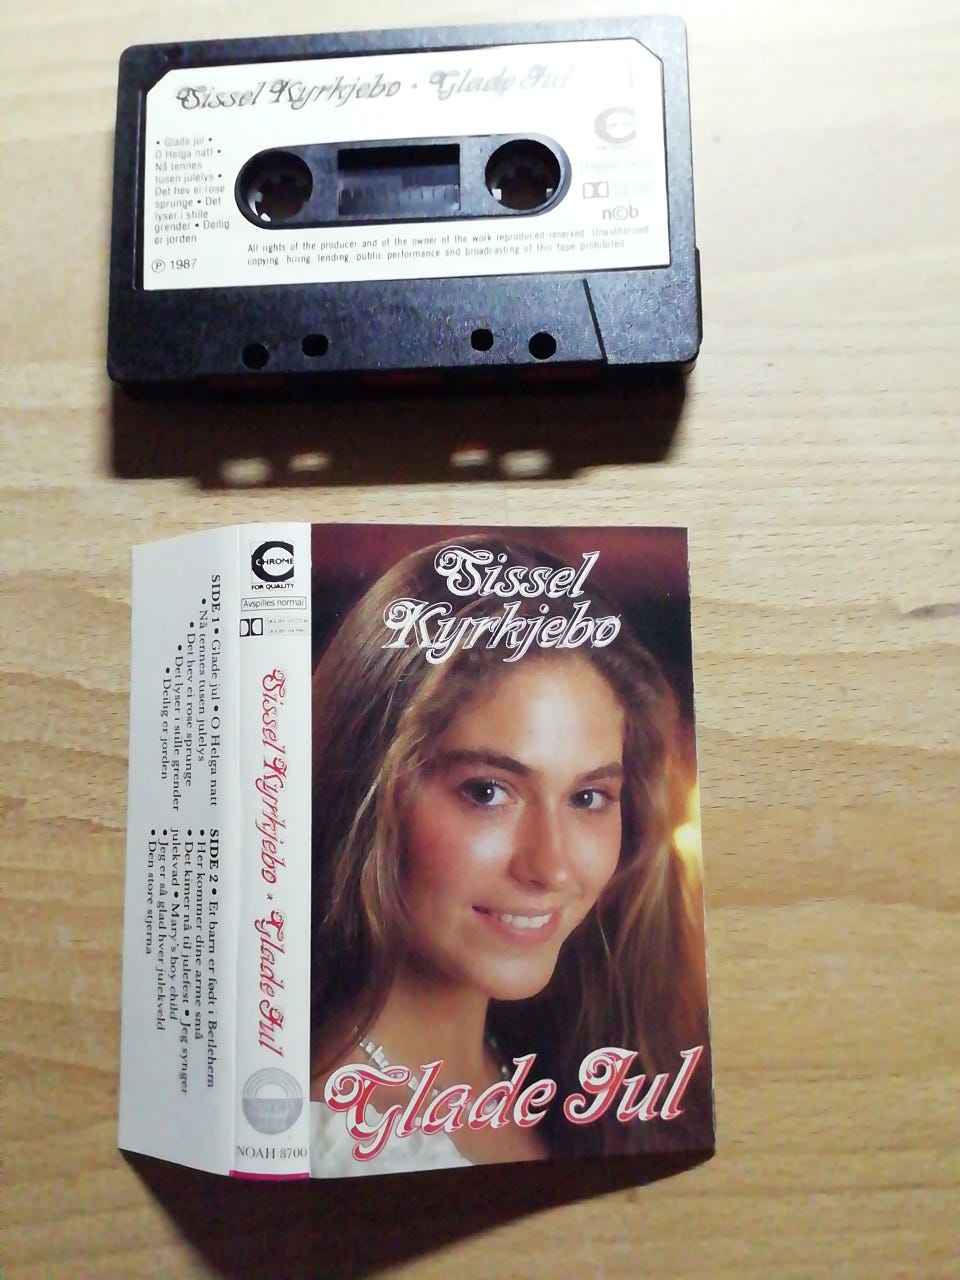 Sissel Kyrkjebø • Glade Jul
• Glade jul •
O Helga natt •
Nå tennes
tusen julelys •
Det hev ei rose
sprunge • Det
lyser i stille
grender • Deilig
er jorden
Ⓟ 1987
n©b
All rights of the producer and of the owner of the work reproduced reserved. Unauthorised
copying, hiring, lending, public performance and broadcasting of this tape prohibited.
CHROME
FOR QUALITY
Avspilles normal
Sissel Kyrkjebø * Glade Jul
NOAH 8700
SIDE 1 • Glade jul • O Helga natt
• Nå tennes tusen julelys
• Det hev ei rose sprunge
• Det lyser i stille grender
• Deilig er jorden
SIDE 2 • Et barn er født i Betlehem
• Her kommer dine arme små
• Det kimer nå til julefest • Jeg synger
julekvad • Mary's boy child
• Jeg er så glad hver julekveld
• Den store stjerna
Sissel
Kyrkjebø
Glade Jul